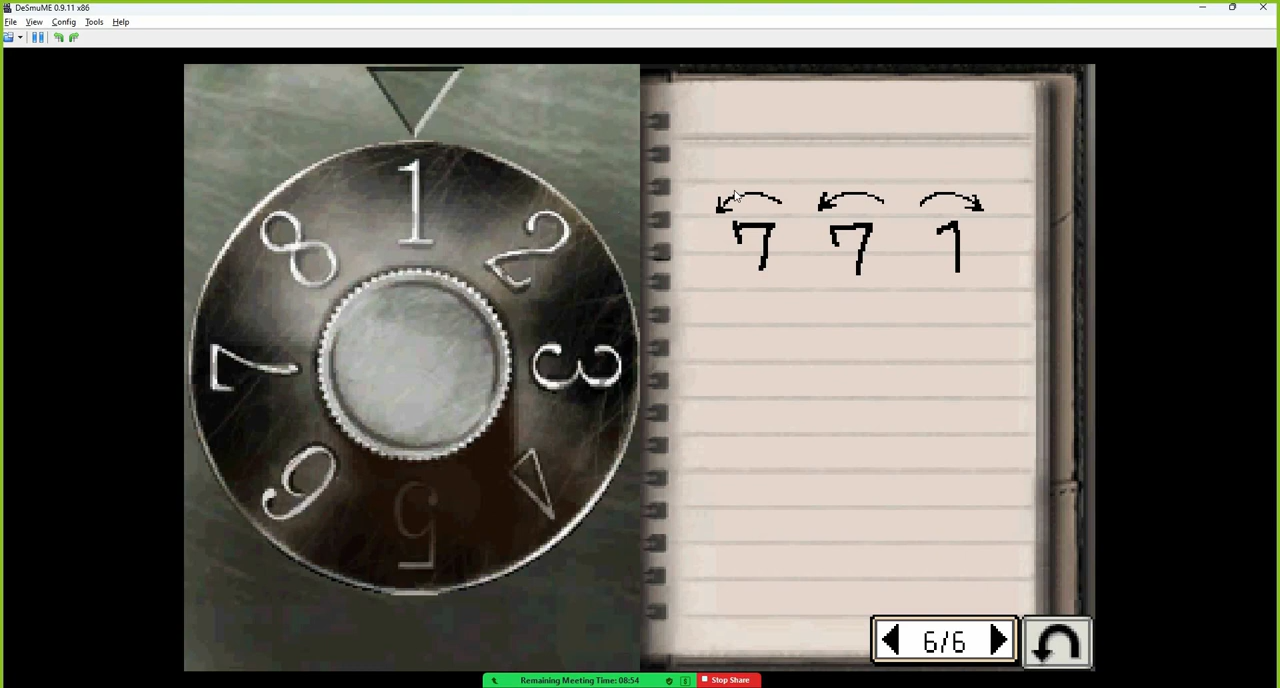 DeSmuME 0.9.11 x86
File View Config Tools Help
1
2
3
5
6
7
8
7 7 1
6/6
Remaining Meeting Time: 08:54
Stop Share